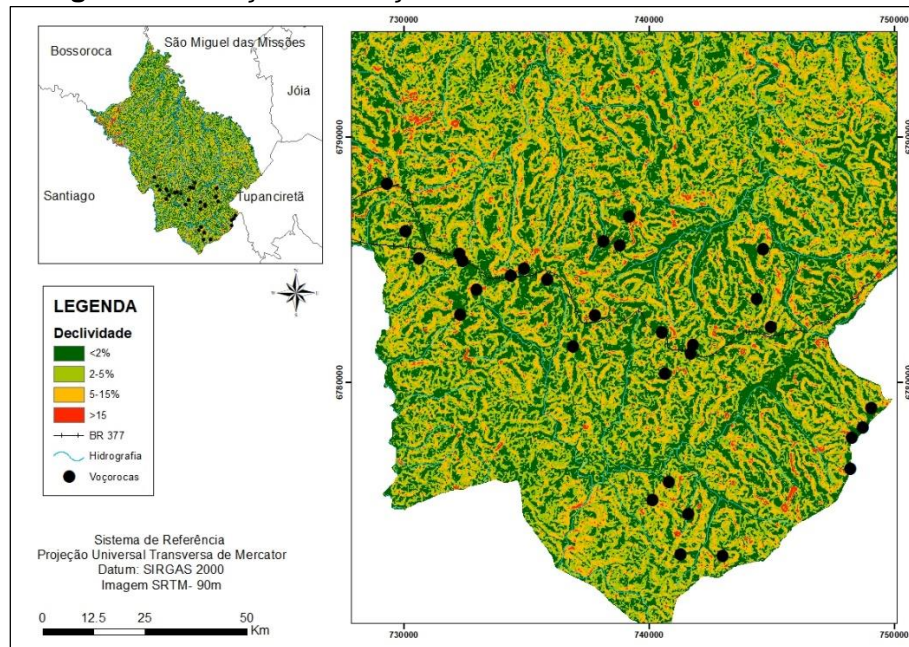 Bossoroca
São Miguel das Missões
Jóia
Santiago
Tupanciretã
LEGENDA
Declividade
<2%
2-5%
5-15%
>15
BR 377
Hidrografia
Voçorocas
Sistema de Referência
Projeção Universal Transversa de Mercator
Datum: SIRGAS 2000
Imagem SRTM- 90m
0 12.5 25 50
Km
730000 740000 750000
6790000 6790000
6780000 6780000
730000 740000 750000